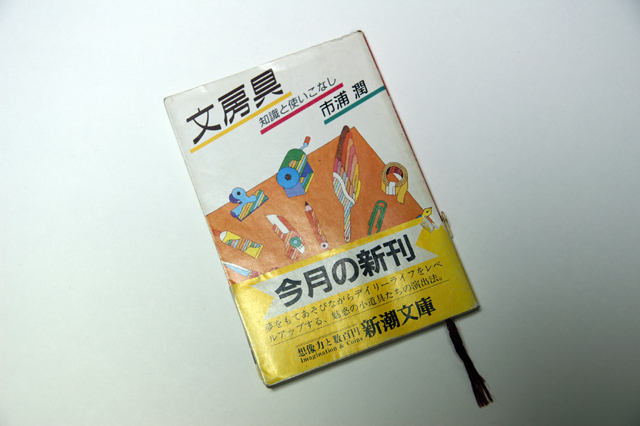 文房具
知識と使いこなし
市浦 潤
今月の新刊
夢をもてあそびながらデイリーライフをレベ
ルアップする、魅惑の小道具たちの演出法。
想像力と数百円
Imagination & Coins
新潮文庫